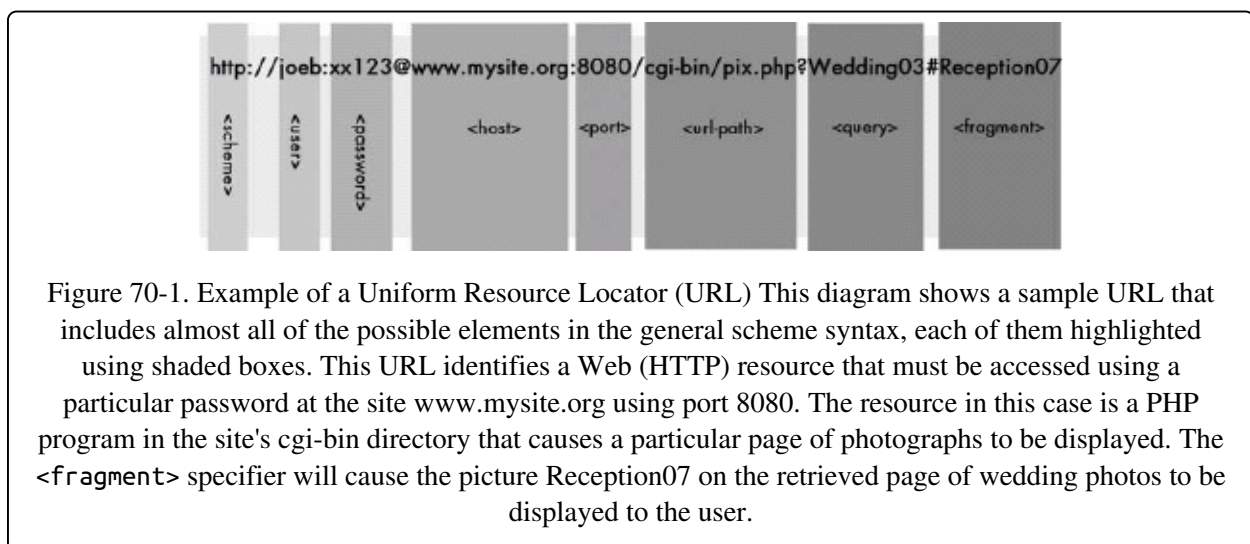 http://joeb:xx123@www.mysite.org:8080/cgi-bin/pix.php?Wedding03#Reception07
<scheme> <user> <password> <host> <port> <url-path> <query> <fragment>
Figure 70-1. Example of a Uniform Resource Locator (URL) This diagram shows a sample URL that
includes almost all of the possible elements in the general scheme syntax, each of them highlighted
using shaded boxes. This URL identifies a Web (HTTP) resource that must be accessed using a
particular password at the site www.mysite.org using port 8080. The resource in this case is a PHP
program in the site's cgi-bin directory that causes a particular page of photographs to be displayed. The
<fragment> specifier will cause the picture Reception07 on the retrieved page of wedding photos to be
displayed to the user.